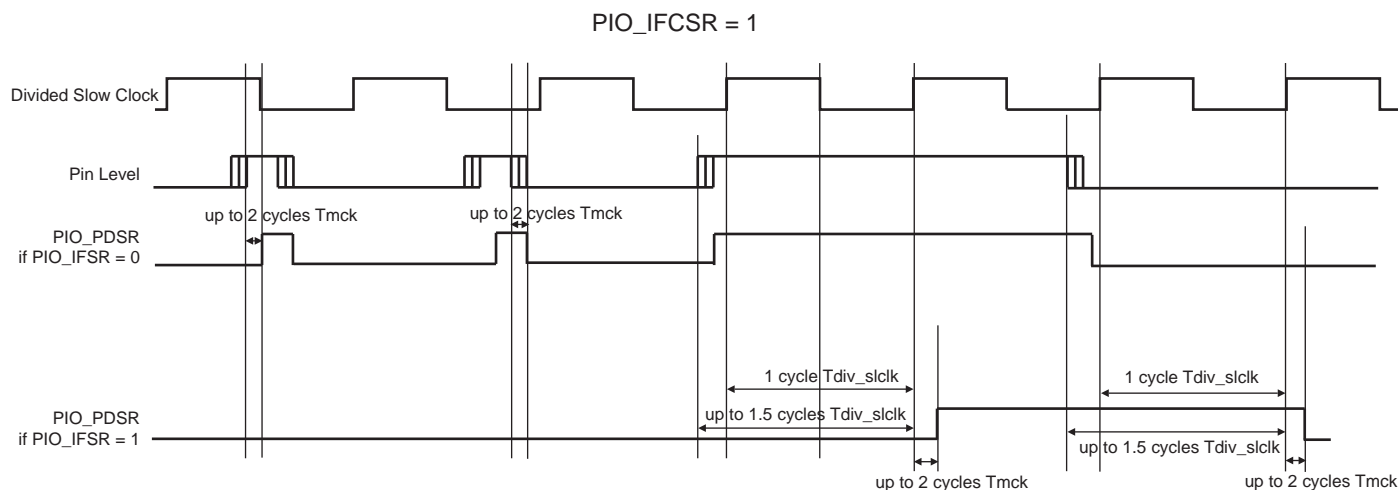 PIO_IFCSR = 1
Divided Slow Clock
Pin Level
up to 2 cycles Tmck
up to 2 cycles Tmck
PIO_PDSR
if PIO_IFSR = 0
1 cycle Tdiv_slclk
1 cycle Tdiv_slclk
PIO_PDSR
if PIO_IFSR = 1
up to 1.5 cycles Tdiv_slclk
up to 1.5 cycles Tdiv_slclk
up to 2 cycles Tmck
up to 2 cycles Tmck